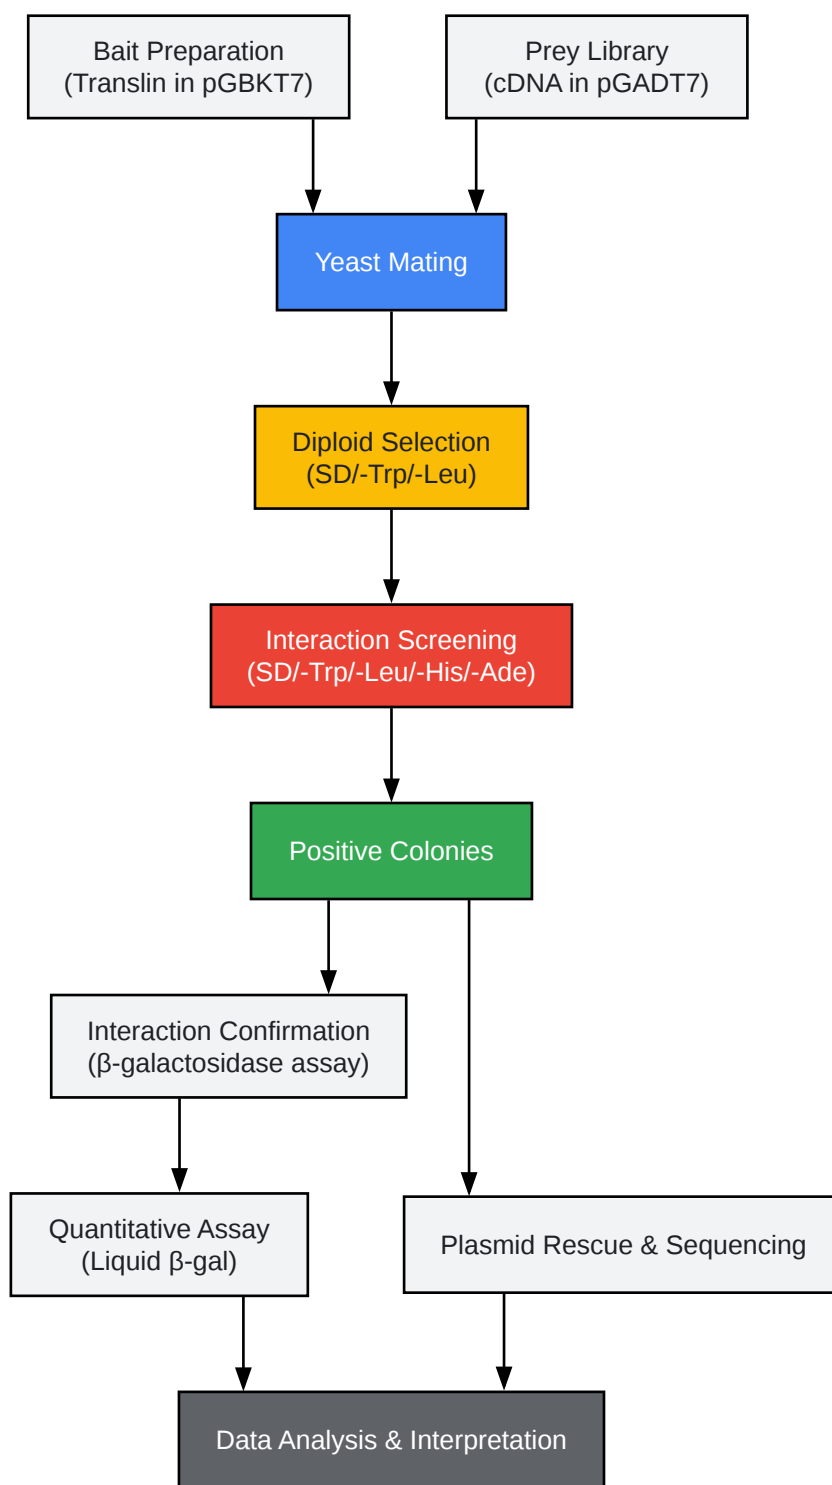 Bait Preparation
(Translin in pGBKT7)
Prey Library
(cDNA in pGADT7)
Yeast Mating
Diploid Selection
(SD/-Trp/-Leu)
Interaction Screening
(SD/-Trp/-Leu/-His/-Ade)
Positive Colonies
Interaction Confirmation
(β-galactosidase assay)
Quantitative Assay
(Liquid β-gal)
Plasmid Rescue & Sequencing
Data Analysis & Interpretation